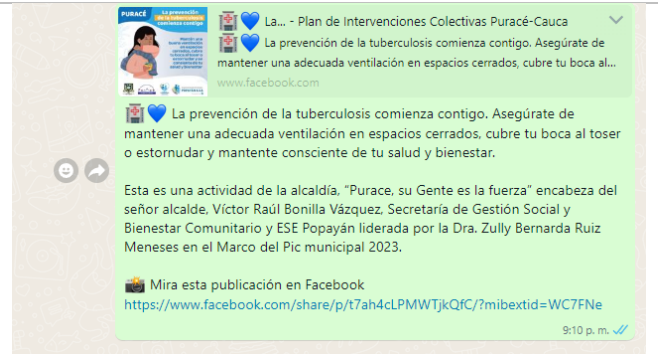 PURACÉ
La prevención
de la tuberculosis
comienza contigo
🏥💙 La... - Plan de Intervenciones Colectivas Puracé-Cauca
🏥💙 La prevención de la tuberculosis comienza contigo. Asegúrate de
mantener una adecuada ventilación en espacios cerrados, cubre tu boca al...
www.facebook.com
🏥💙 La prevención de la tuberculosis comienza contigo. Asegúrate de
mantener una adecuada ventilación en espacios cerrados, cubre tu boca al toser
o estornudar y mantente consciente de tu salud y bienestar.
Esta es una actividad de la alcaldía, "Purace, su Gente es la fuerza" encabeza del
señor alcalde, Víctor Raúl Bonilla Vázquez, Secretaría de Gestión Social y
Bienestar Comunitario y ESE Popayán liderada por la Dra. Zully Bernarda Ruiz
Meneses en el Marco del Pic municipal 2023.
📸 Mira esta publicación en Facebook
https://www.facebook.com/share/p/t7ah4cLPMWTjkQfC/?mibextid=WC7FNe
9:10 p. m.